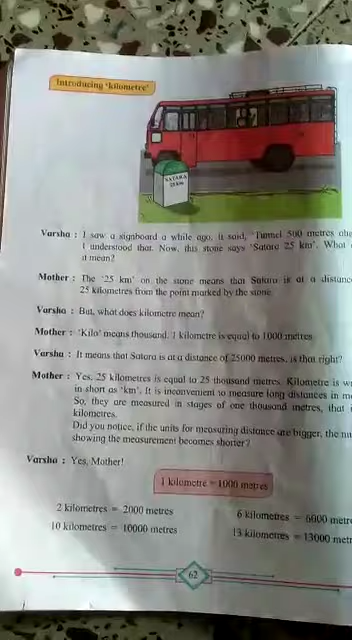 Introducing 'kilometre'
SATARA
25 km
Varsha : I saw a signboard a while ago, it said, 'Tunnel 500 metres
I understood that. Now, this stone says 'Satara 25 km'. What
it mean?
Mother : The '25 km' on the stone means that Satara is at a distance
25 kilometres from the point marked by the stone.
Varsha : But, what does kilometre mean?
Mother : 'Kilo' means thousand. 1 kilometre is equal to 1000 metres
Varsha : It means that Satara is at a distance of 25000 metres, is that right?
Mother : Yes, 25 kilometres is equal to 25 thousand metres. Kilometre is
in short as 'km'. It is inconvenient to measure long distances in
So, they are measured in stages of one thousand metres, that
kilometres.
Did you notice, if the units for measuring distance are bigger, the
showing the measurement becomes shorter?
Varsha : Yes, Mother!
1 kilometre = 1000 metres
2 kilometres = 2000 metres
6 kilometres = 6000
10 kilometres = 10000 metres
13 kilometres = 13000
62